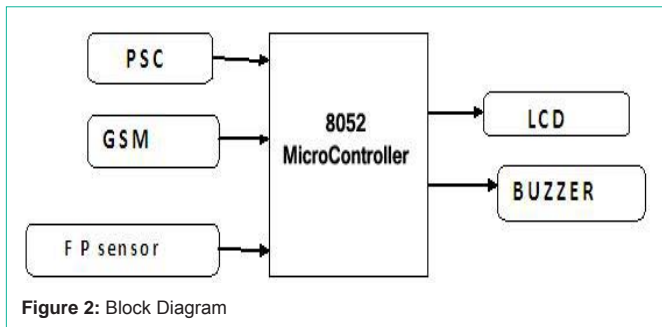 PSC
GSM
F P sensor
8052
MicroController
LCD
BUZZER
Figure 2: Block Diagram